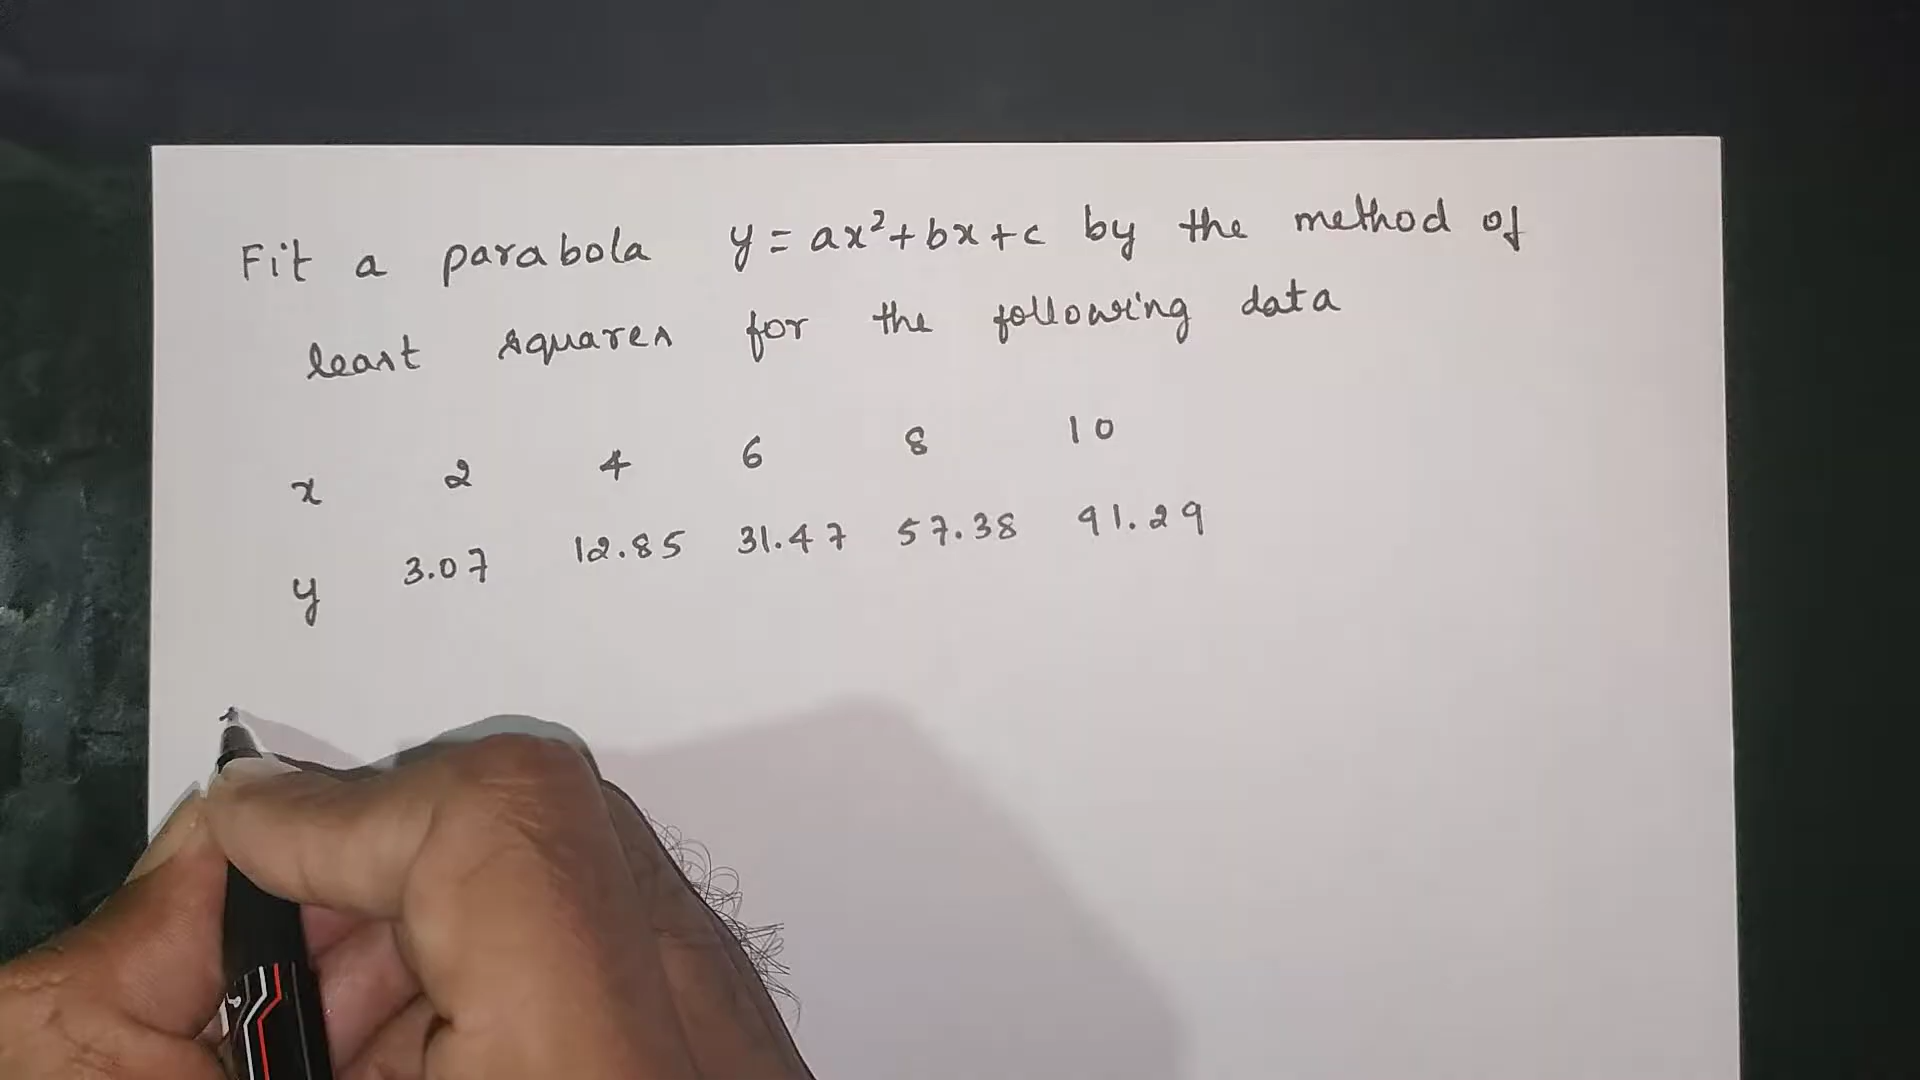 Fit a parabola y = ax² + bx + c by the method of
least squares for the following data
x 2 4 6 8 10
y 3.07 12.85 31.47 57.38 91.29